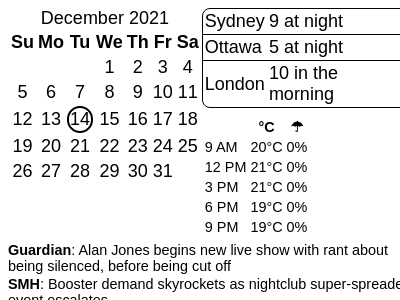 December 2021
Su Mo Tu We Th Fr Sa
1 2 3 4
5 6 7 8 9 10 11
12 13 14 15 16 17 18
19 20 21 22 23 24 25
26 27 28 29 30 31
Sydney 9 at night
Ottawa 5 at night
London 10 in the
morning
°C ☂
9 AM 20°C 0%
12 PM 21°C 0%
3 PM 21°C 0%
6 PM 19°C 0%
9 PM 19°C 0%
Guardian: Alan Jones begins new live show with rant about
being silenced, before being cut off
SMH: Booster demand skyrockets as nightclub super-spreade
event escalates